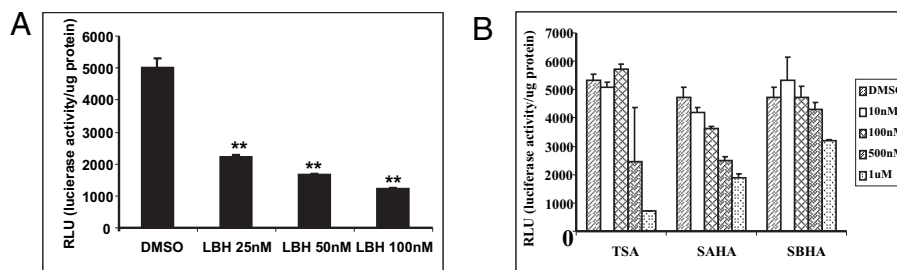 A
RLU (lucierase activity/ug protein)
6000
5000
4000
3000
2000
1000
0
**
**
**
DMSO
LBH 25nM
LBH 50nM
LBH 100nM
B
RLU (luciferase activity/ug protein)
7000
6000
5000
4000
3000
2000
1000
0
TSA
SAHA
SBHA
DMSO
10nM
100nM
500nM
1uM